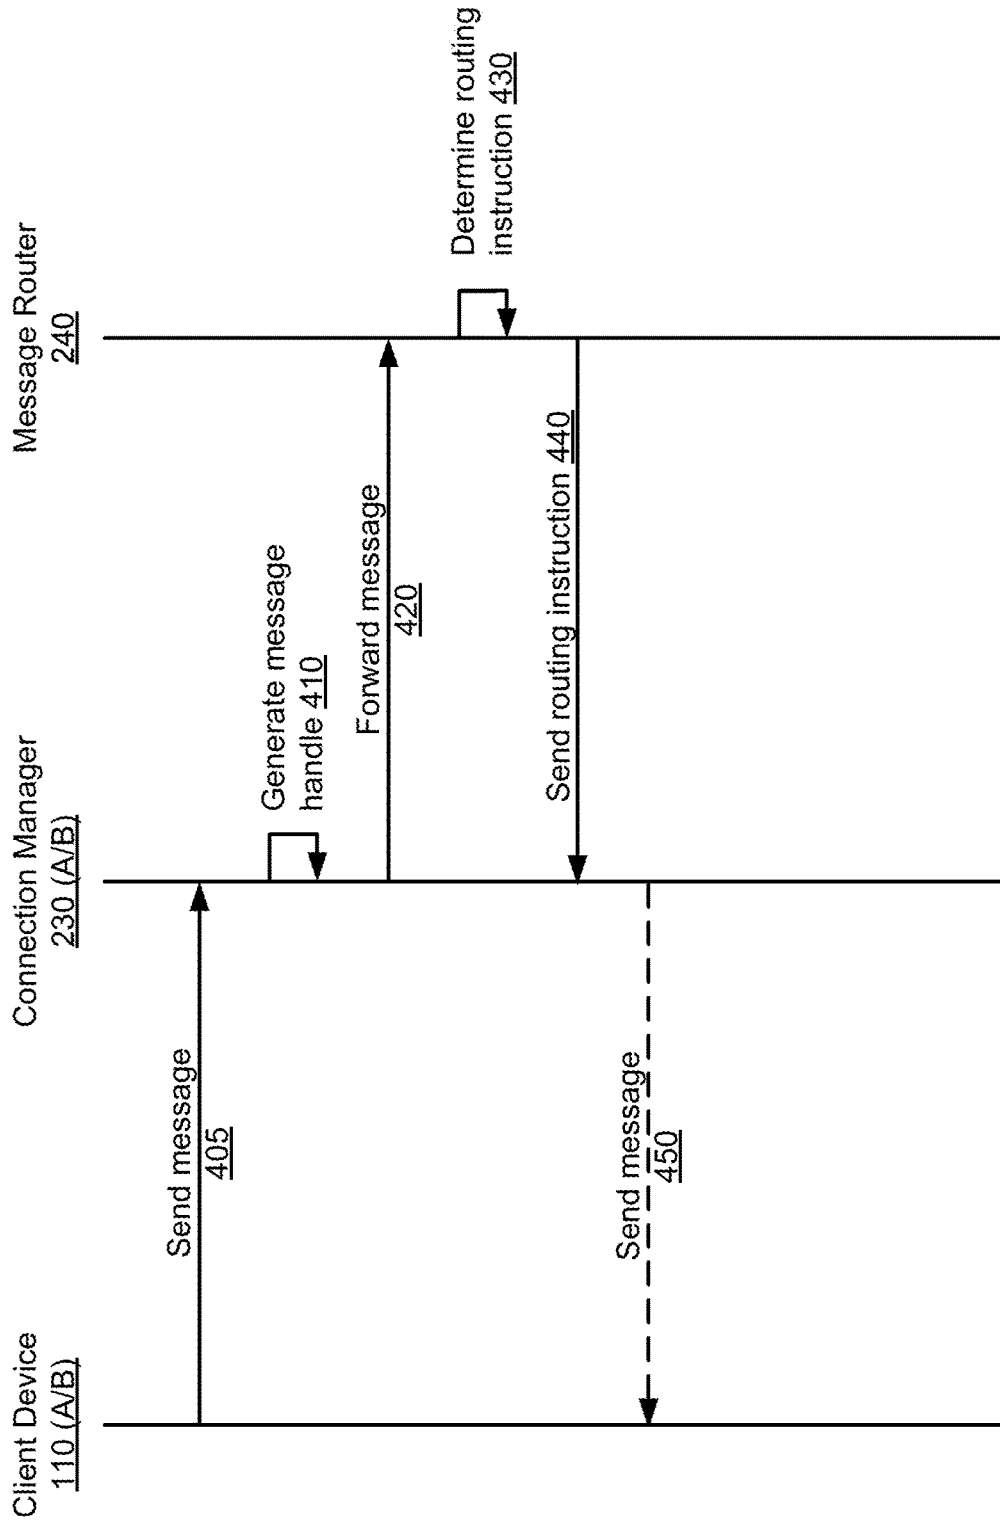 Client Device
110 (A/B)
Connection Manager
230 (A/B)
Message Router
240
Send message
405
Generate message
handle 410
Forward message
420
Determine routing
instruction 430
Send routing instruction 440
Send message
450